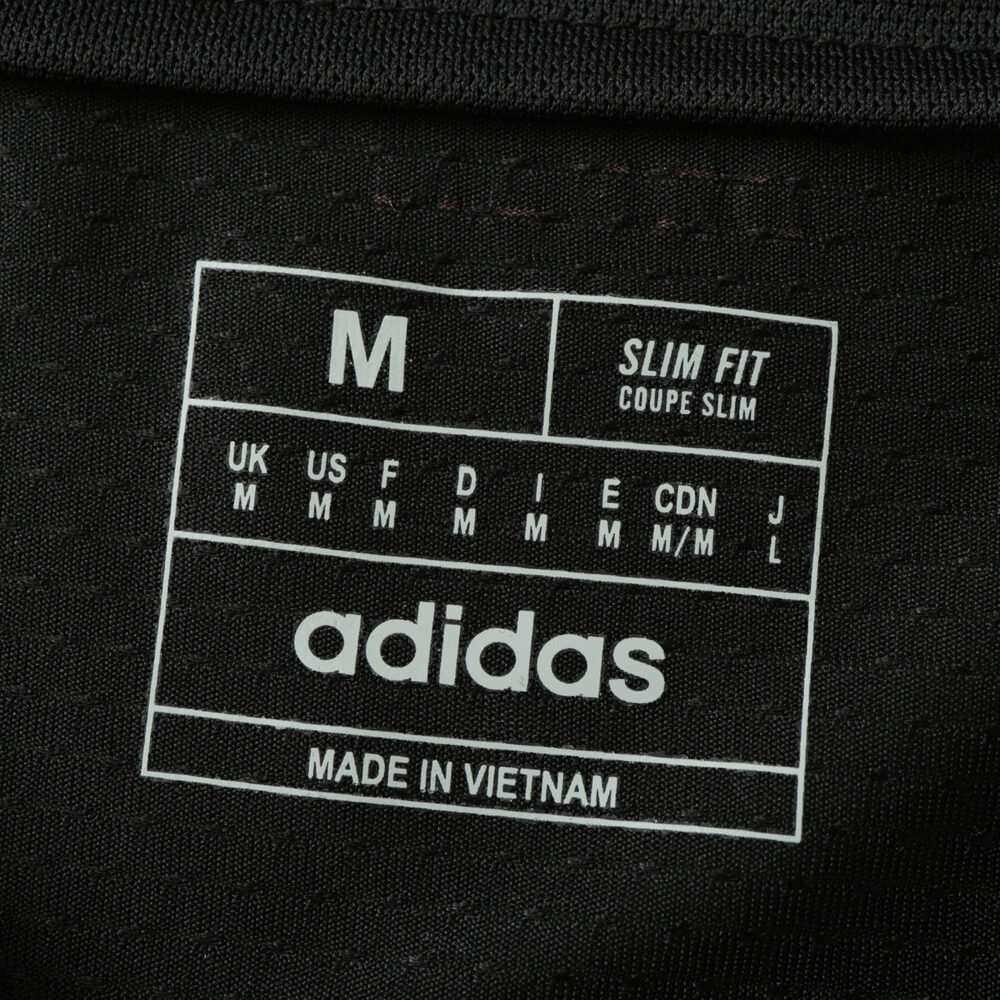 M
SLIM FIT
COUPE SLIM
UK US F D I E CDN J
M M M M M M M/M L
adidas
MADE IN VIETNAM